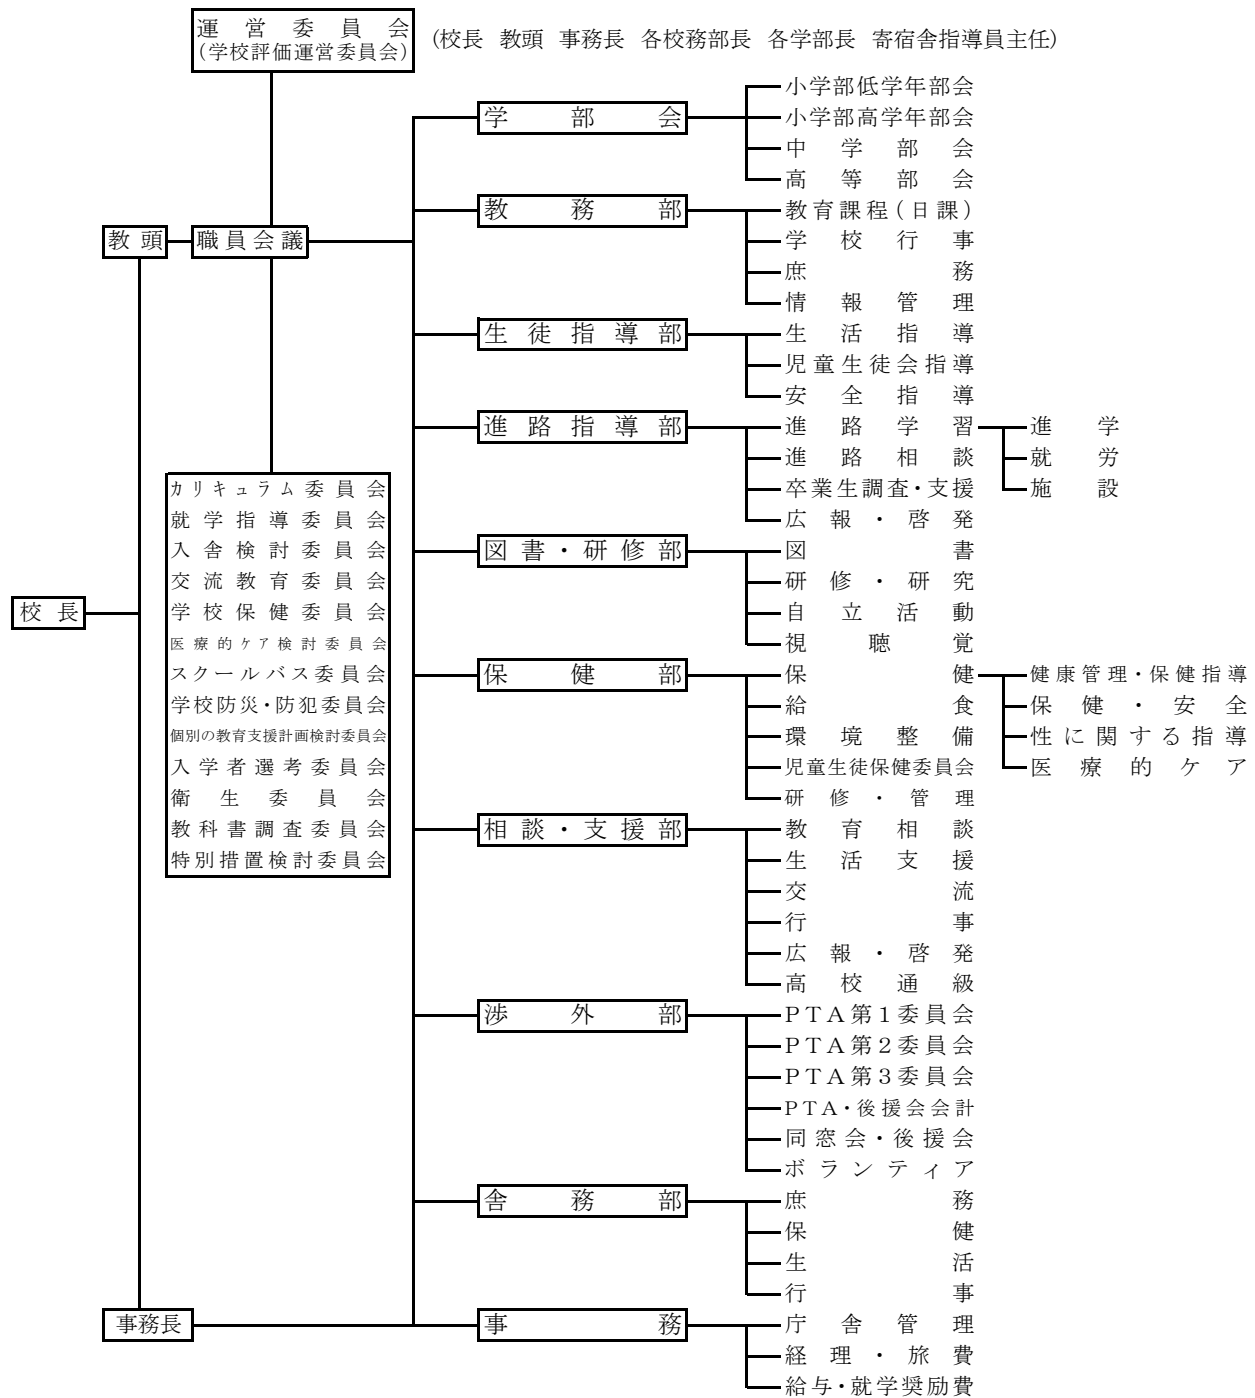 運営委員会
(学校評価運営委員会)
(校長 教頭 事務長 各校務部長 各学部長 寄宿舎指導員主任)
校長
教頭
職員会議
事務長
カリキュラム委員会
就学指導委員会
入舎検討委員会
交流教育委員会
学校保健委員会
医療的ケア検討委員会
スクールバス委員会
学校防災・防犯委員会
個別の教育支援計画検討委員会
入学者選考委員会
衛生委員会
教科書調査委員会
特別措置検討委員会
学部会
小学部低学年部会
小学部高学年部会
中学部会
高等部会
教務部
教育課程(日課)
学校行事
庶務
情報管理
生徒指導部
生活指導
児童生徒会指導
安全指導
進路指導部
進路学習
進学
就労
施設
進路相談
卒業生調査・支援
広報・啓発
図書・研修部
図書
研修・研究
自立活動
視聴覚
保健部
保健
健康管理・保健指導
保健・安全
性に関する指導
医療的ケア
給食
環境整備
児童生徒保健委員会
研修・管理
相談・支援部
教育相談
生活支援
交流
行事
広報・啓発
高校通級
渉外部
PTA第1委員会
PTA第2委員会
PTA第3委員会
PTA・後援会会計
同窓会・後援会
ボランティア
舎務部
庶務
保健
生活
行事
事務
庁舎管理
経理・旅費
給与・就学奨励費